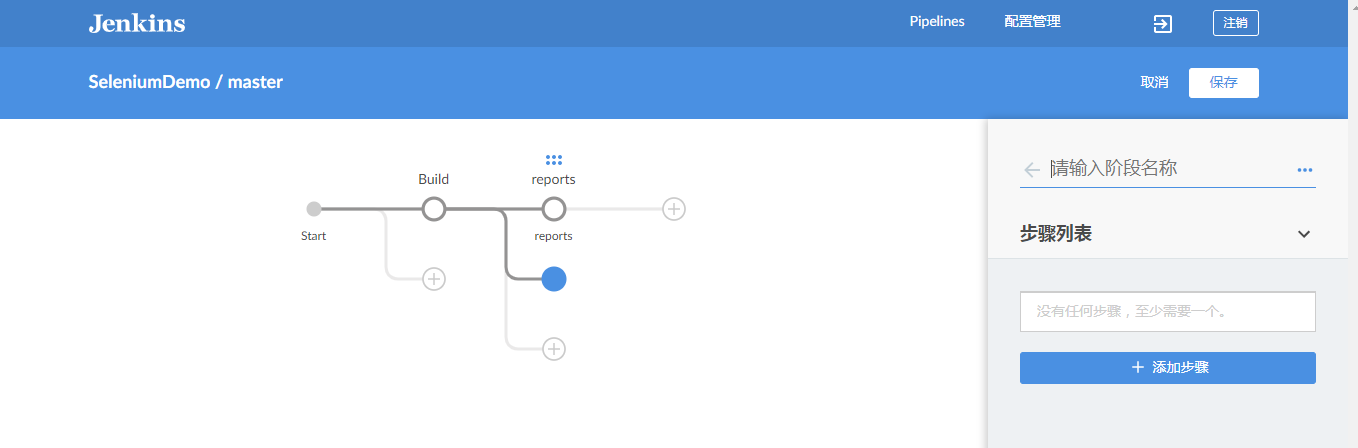 Jenkins
Pipelines
配置管理
注销
SeleniumDemo / master
取消
保存
Build
reports
Start
reports
请输入阶段名称
步骤列表
没有任何步骤，至少需要一个。
添加步骤